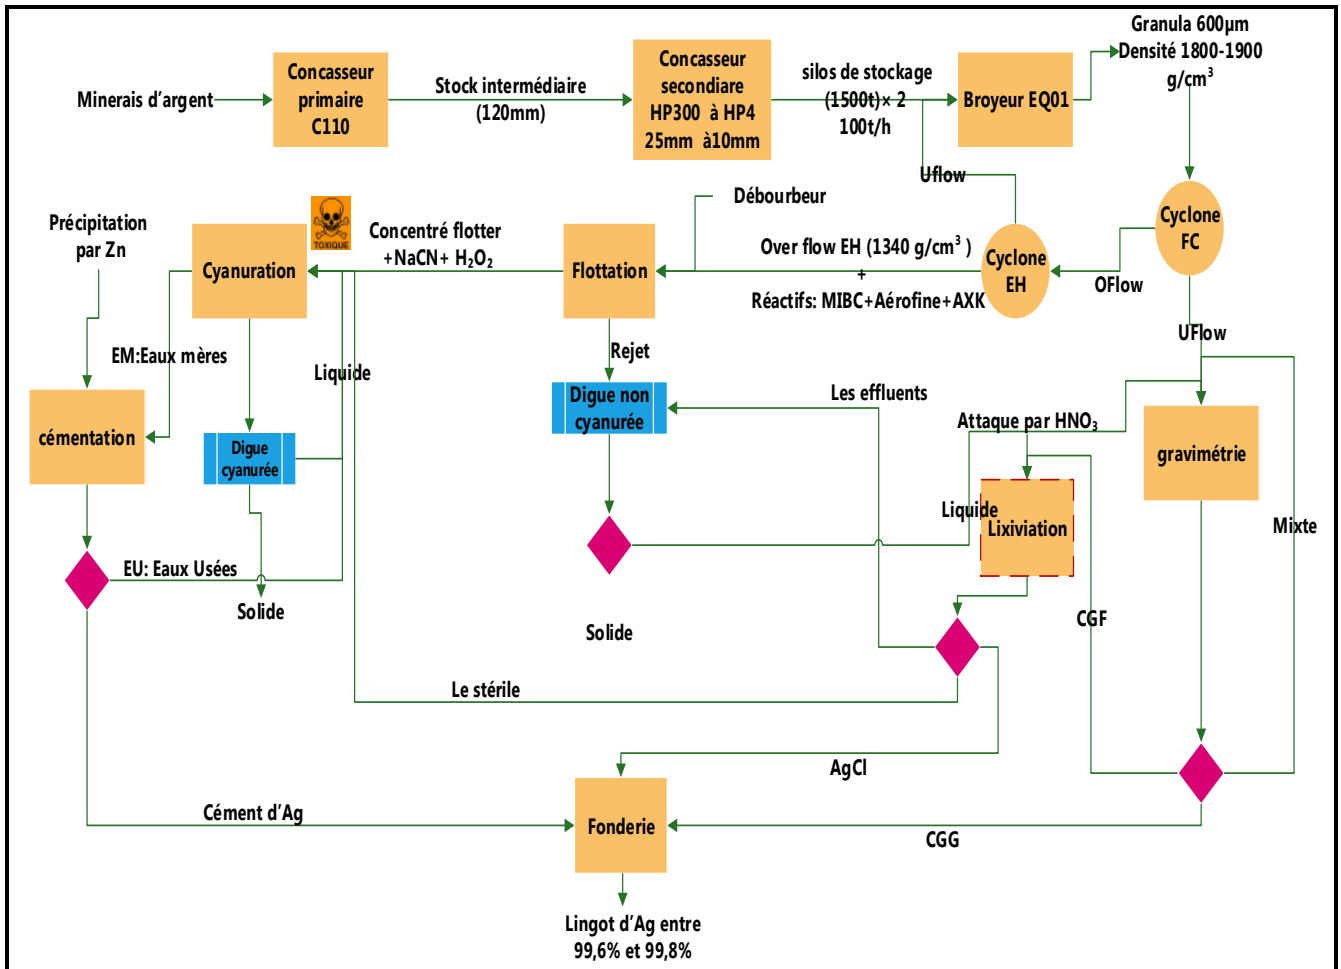 Minerais d'argent
Concasseur
primaire
C110
Stock intermédiaire
(120mm)
Concasseur
secondiare
HP300 à HP4
25mm à10mm
silos de stockage
(1500t)× 2
100t/h
Broyeur EQ01
Granula 600µm
Densité 1800-1900
g/cm³
Uflow
Cyclone
FC
OFlow
UFlow
Cyclone
EH
Over flow EH (1340 g/cm³ )
+
Réactifs: MIBC+Aérofine+AXK
Débourbeur
Flottation
Concentré flotter
+NaCN+ H₂O₂
TOXIQUE
Cyanuration
Précipitation
par Zn
EM:Eaux mères
Liquide
cémentation
Digue
cyanurée
EU: Eaux Usées
Solide
Rejet
Digue non
cyanurée
Les effluents
Attaque par HNO₃
gravimétrie
Liquide
Lixiviation
Mixte
Solide
CGF
Le stérile
AgCl
Cément d'Ag
Fonderie
CGG
Lingot d'Ag entre
99,6% et 99,8%